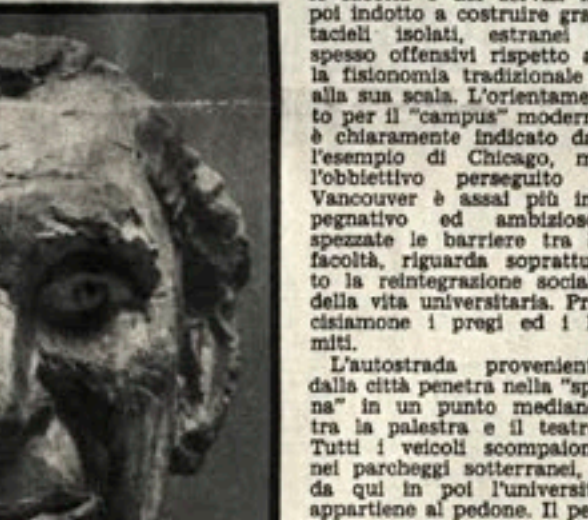 poi indotto a costruire gra
tacieli isolati, estranei
spesso offensivi rispetto a
la fisionomia tradizionale
alla sua scala. L'orientame
to per il "campus" modern
è chiaramente indicato da
l'esempio di Chicago, m
l'obbiettivo perseguito
Vancouver è assai più im
pegnativo ed ambizios
spezzate le barriere tra
facoltà, riguarda soprattu
to la reintegrazione socia
della vita universitaria. Pr
cisiamone i pregi ed i
miti.
L'autostrada provenient
dalla città penetra nella "sp
na" in un punto median
tra la palestra e il teatr
Tutti i veicoli scompaion
nei parcheggi sotterranei,
da qui in poi l'universit
appartiene al pedone. Il pe